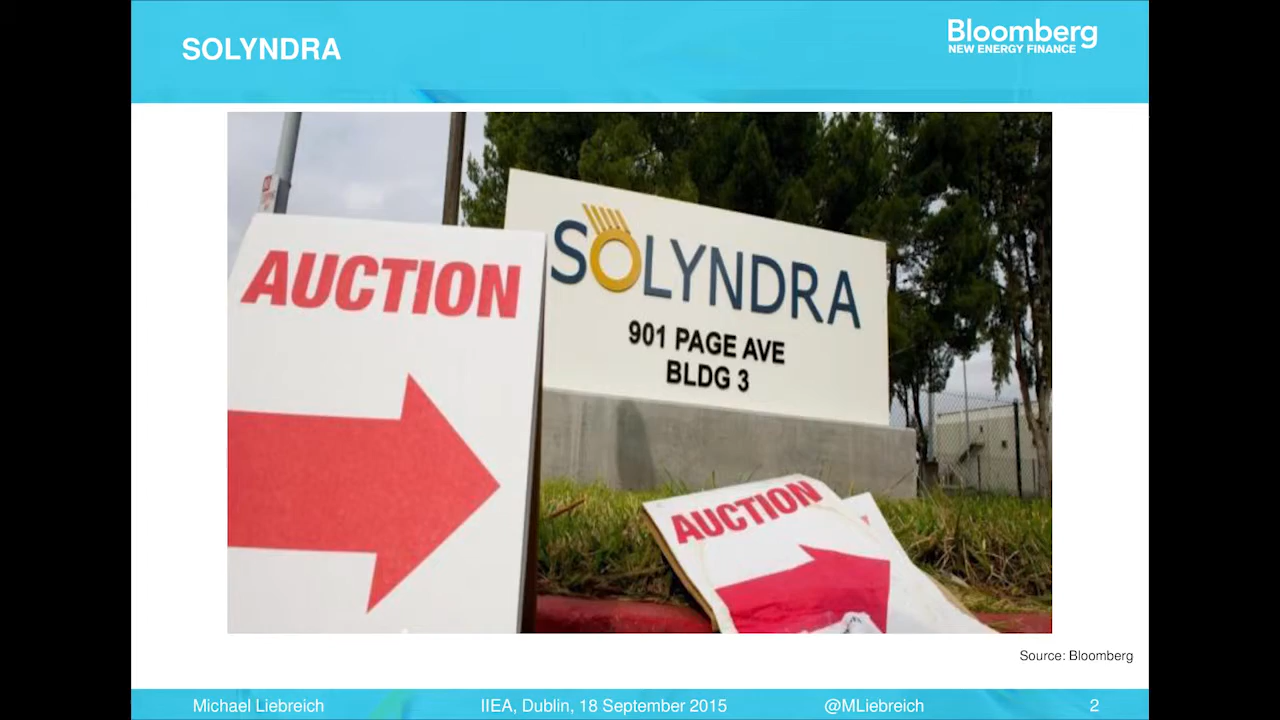 SOLYNDRA
Bloomberg
NEW ENERGY FINANCE
AUCTION
SOLYNDRA
901 PAGE AVE
BLDG 3
AUCTION
Source: Bloomberg
Michael Liebreich
IIEA, Dublin, 18 September 2015
@MLiebreich
2